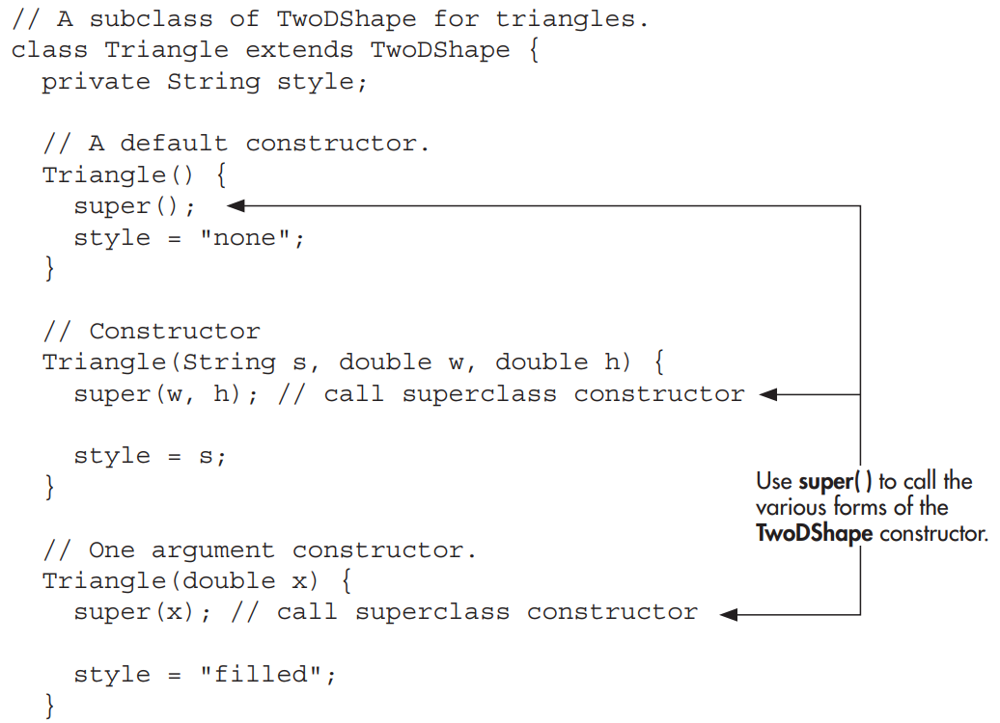 // A subclass of TwoDShape for triangles.
class Triangle extends TwoDShape {
  private String style;

  // A default constructor.
  Triangle() {
    super();
    style = "none";
  }

  // Constructor
  Triangle(String s, double w, double h) {
    super(w, h); // call superclass constructor

    style = s;
  }

  // One argument constructor.
  Triangle(double x) {
    super(x); // call superclass constructor

    style = "filled";
  }
Use super( ) to call the
various forms of the
TwoDShape constructor.